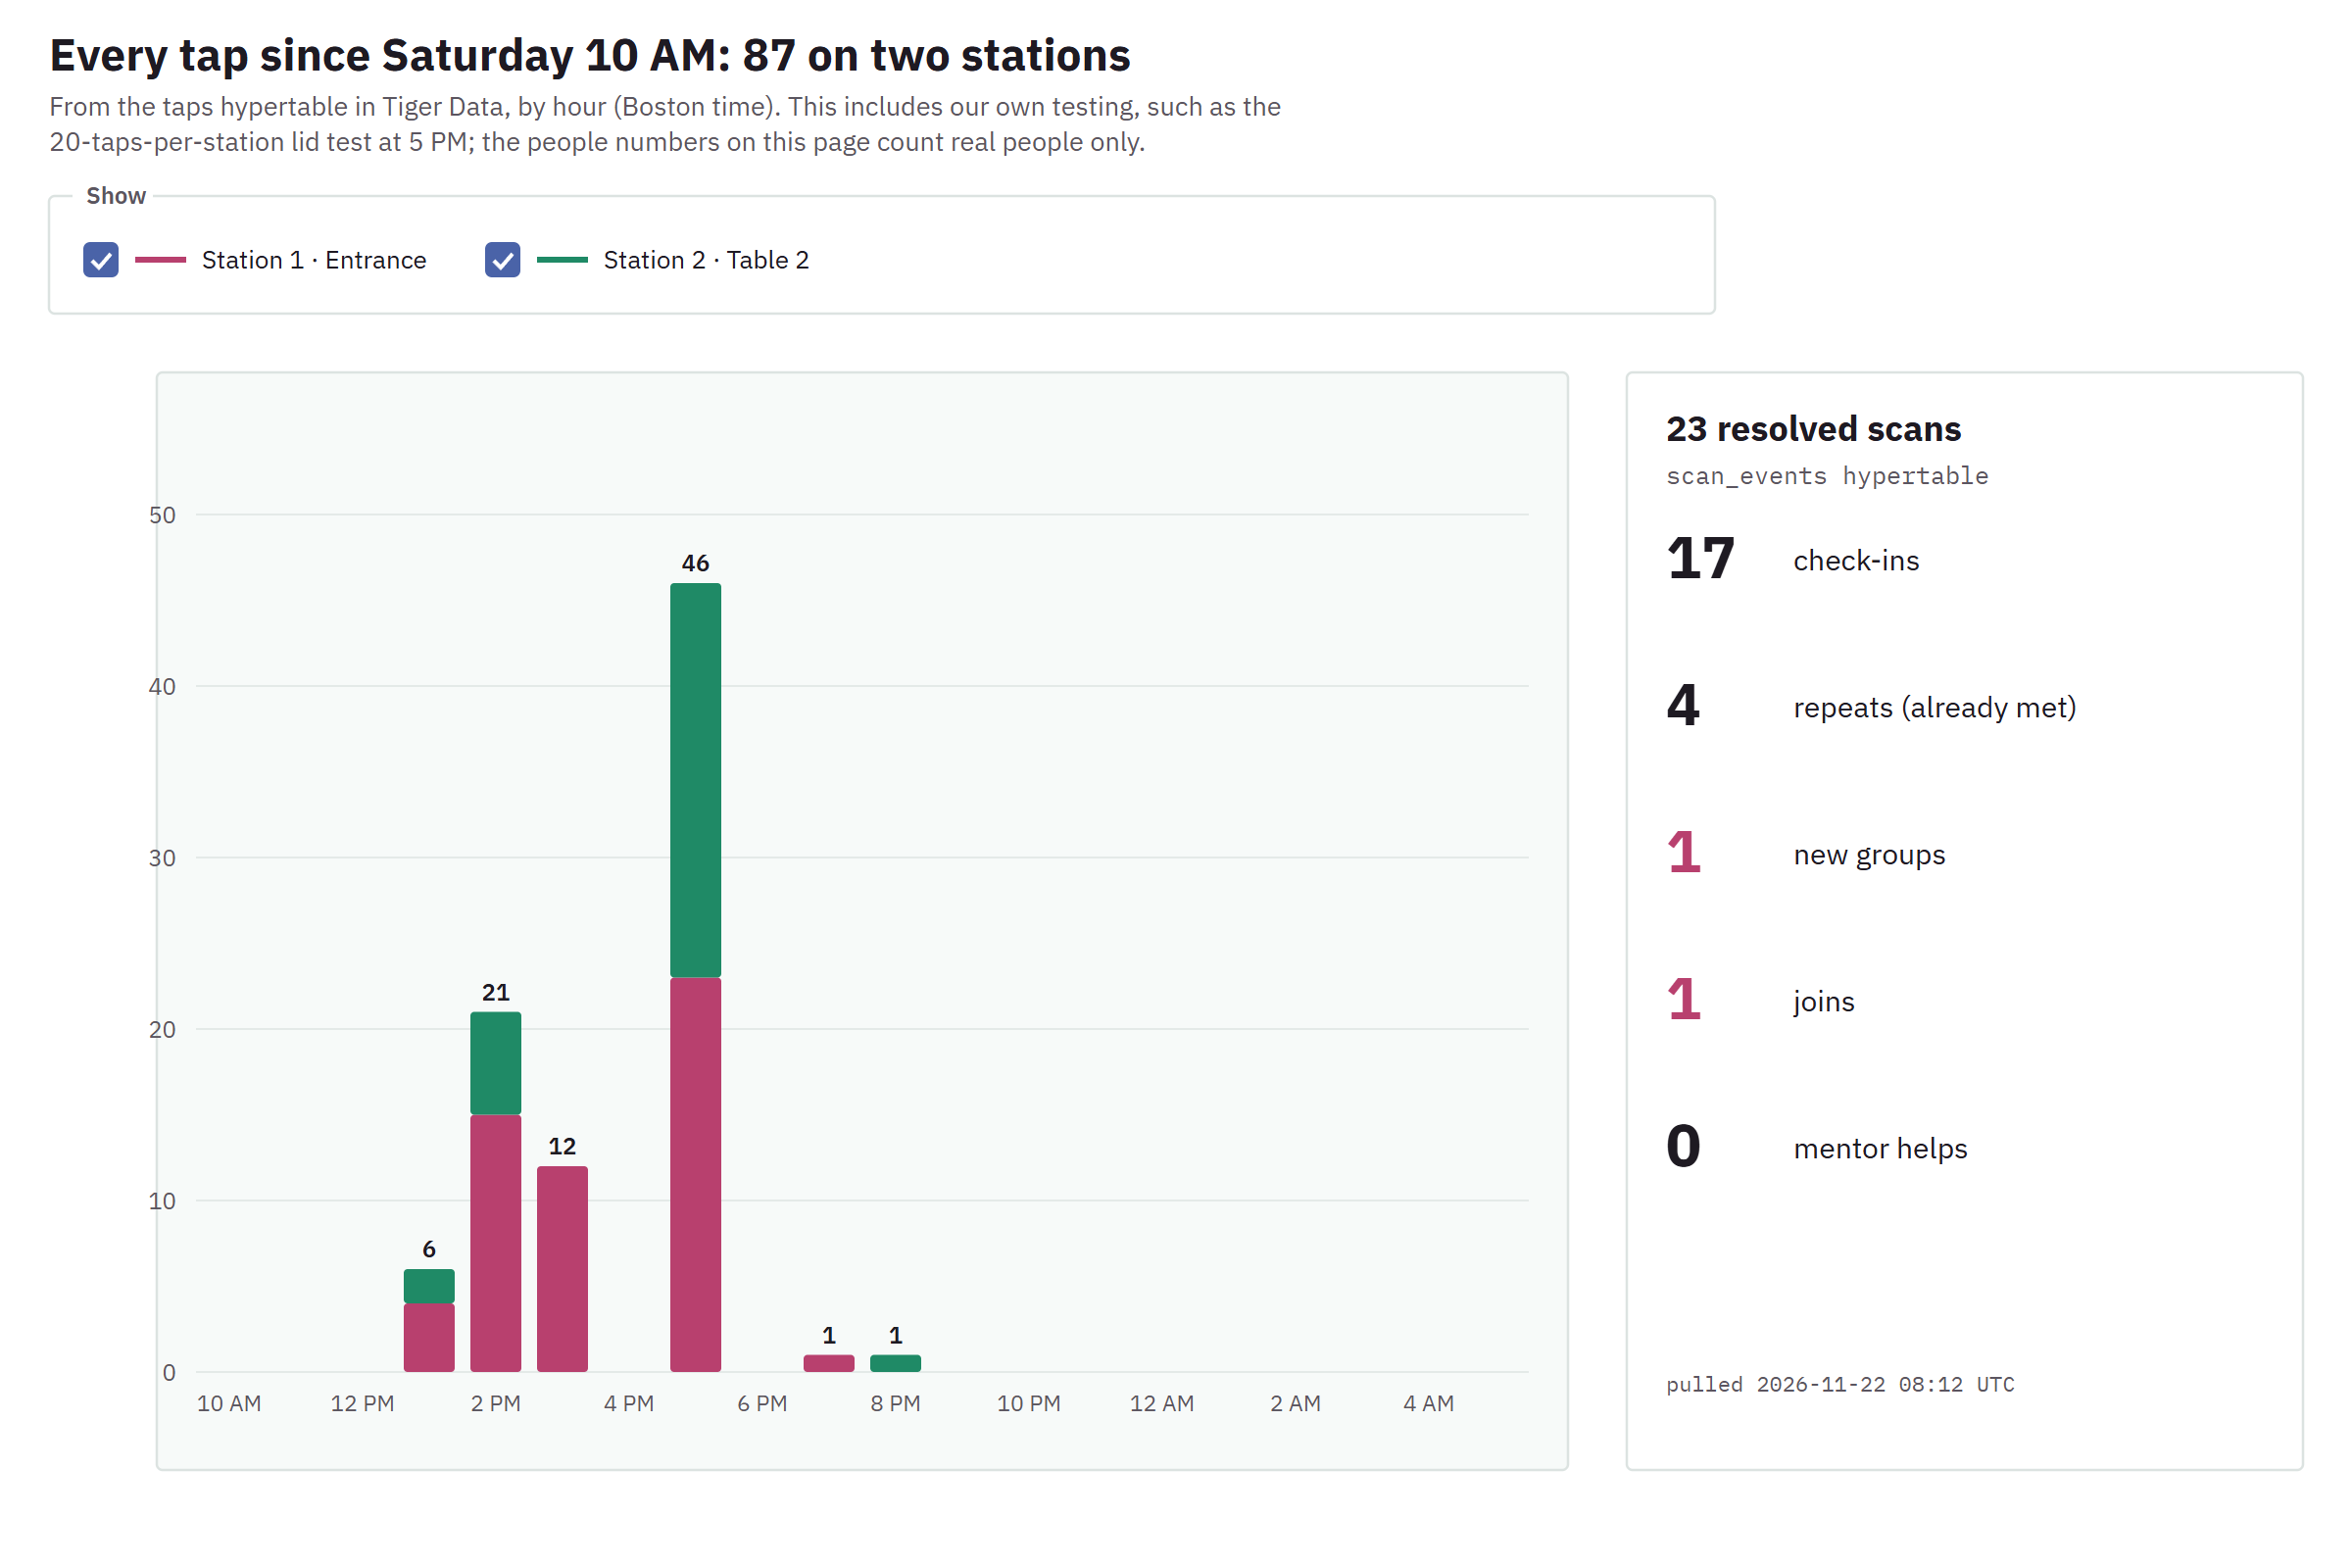 Every tap since Saturday 10 AM: 87 on two stations
From the taps hypertable in Tiger Data, by hour (Boston time). This includes our own testing, such as the
20-taps-per-station lid test at 5 PM; the people numbers on this page count real people only.
Show
Station 1 · Entrance
Station 2 · Table 2
50
40
30
20
10
0
46
21
12
6
1
1
10 AM
12 PM
2 PM
4 PM
6 PM
8 PM
10 PM
12 AM
2 AM
4 AM
23 resolved scans
scan_events hypertable
17 check-ins
4 repeats (already met)
1 new groups
1 joins
0 mentor helps
pulled 2026-11-22 08:12 UTC